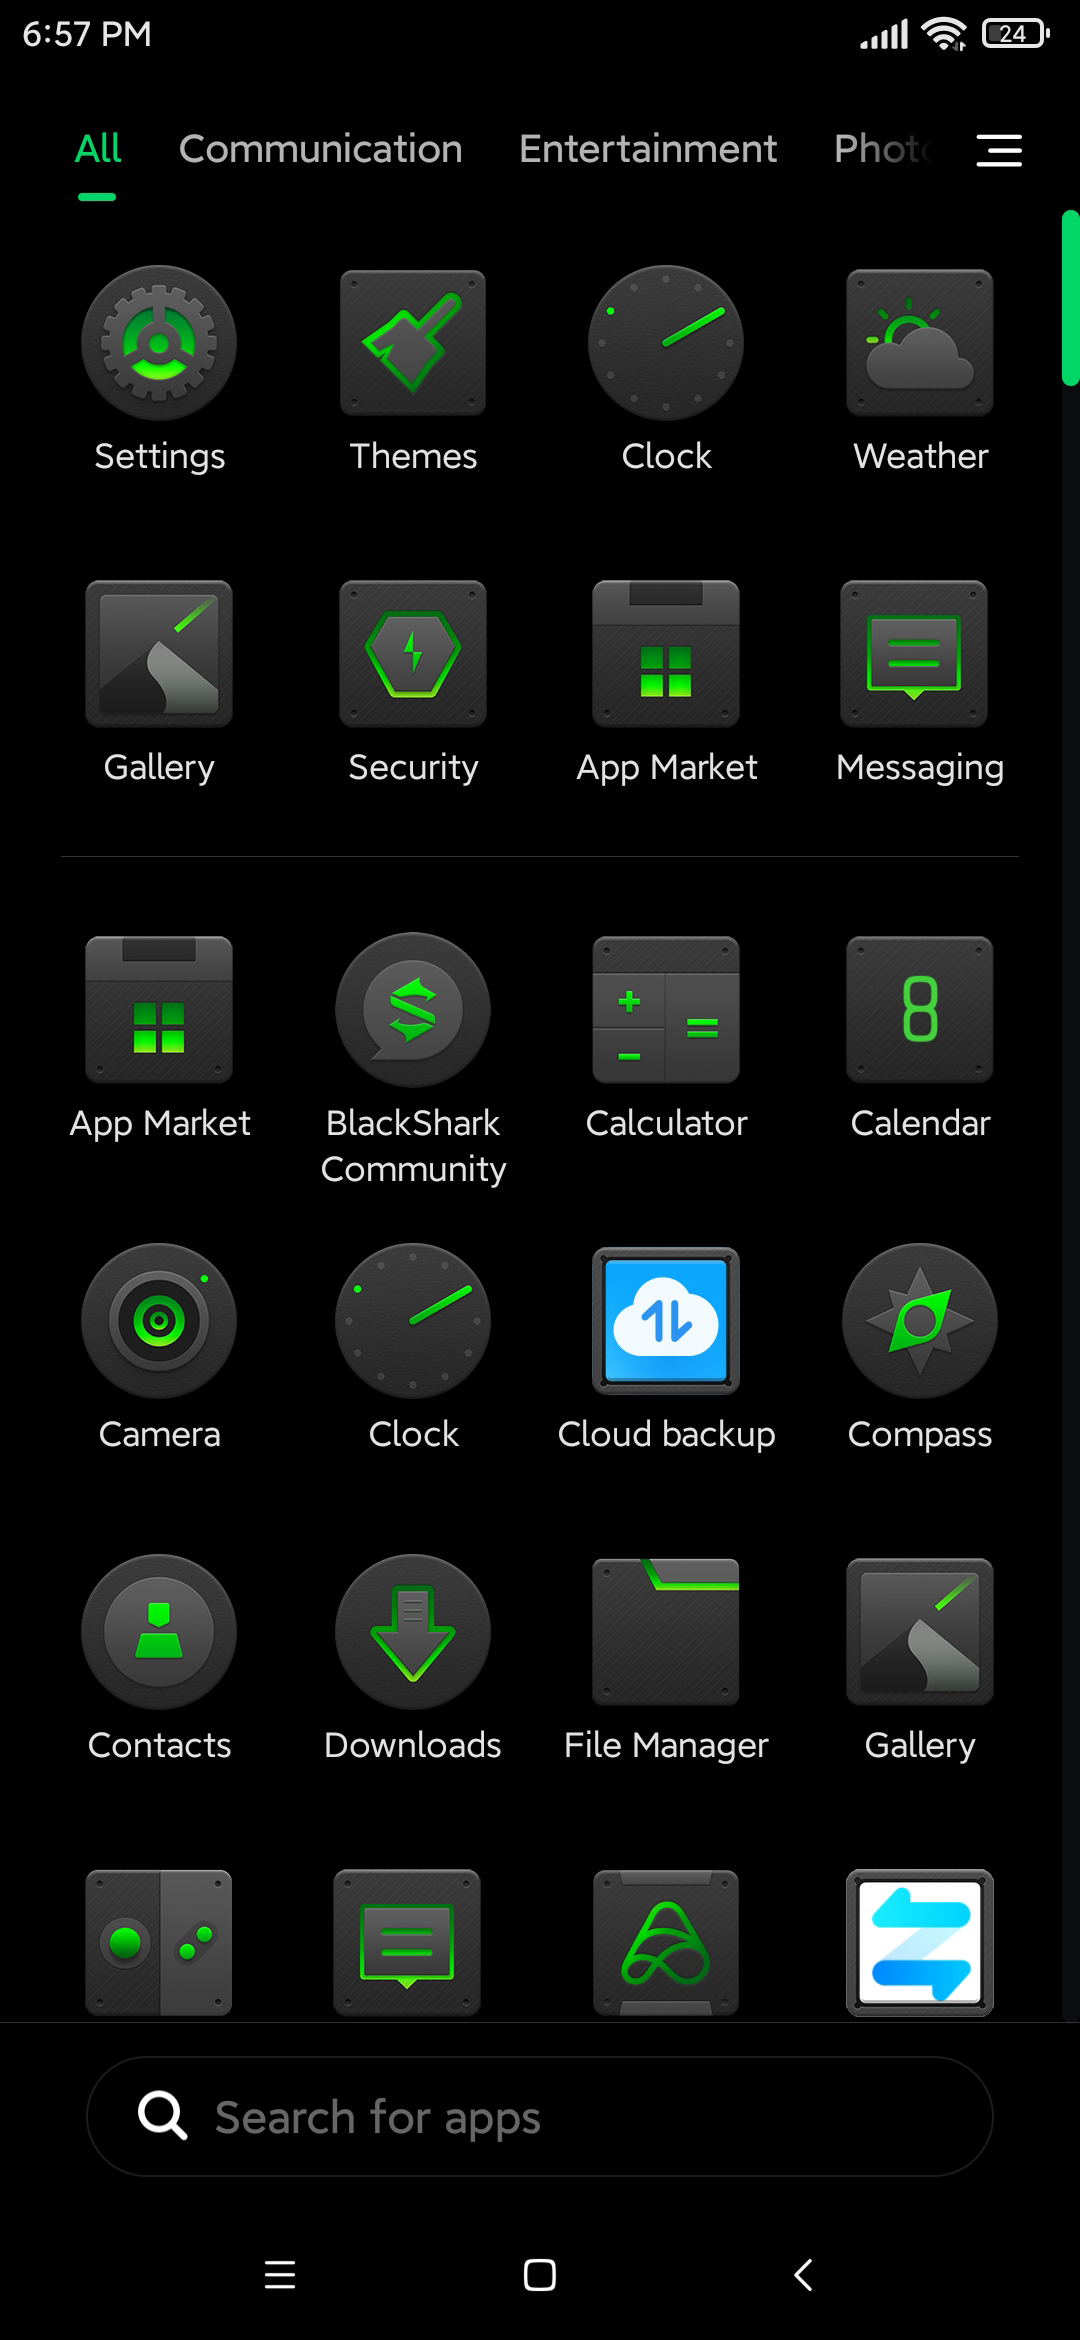 6:57 PM 24
All Communication Entertainment Phot
Settings Themes Clock Weather
Gallery Security App Market Messaging
App Market BlackShark Community Calculator Calendar
8
Camera Clock Cloud backup Compass
Contacts Downloads File Manager Gallery
Search for apps